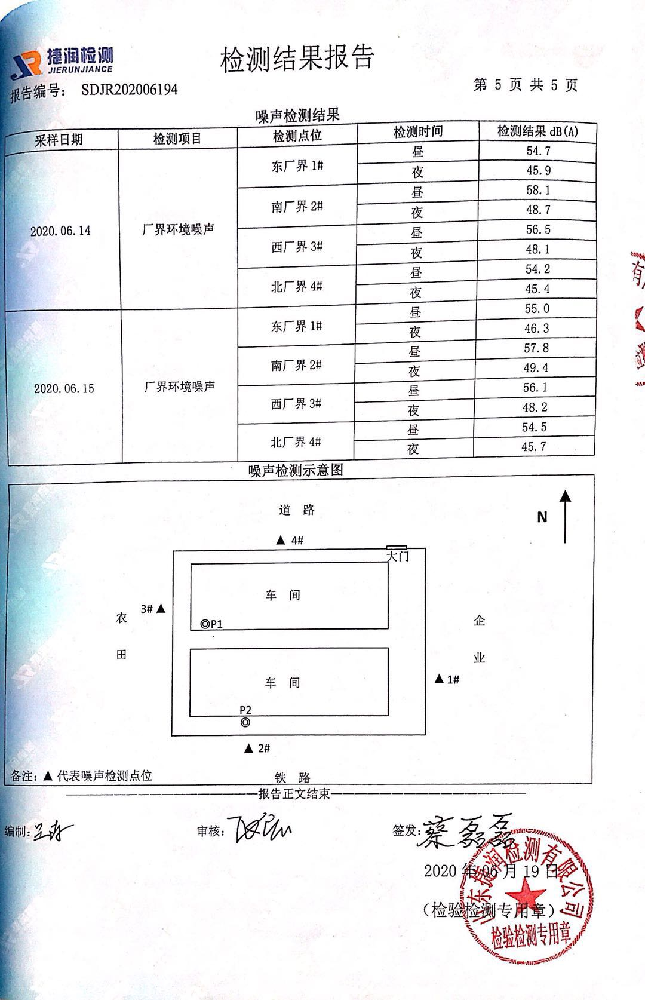 捷润检测
JIERUNJIANCE
检测结果报告
报告编号： SDJR202006194
第 5 页 共 5 页
噪声检测结果
采样日期 检测项目 检测点位 检测时间 检测结果 dB(A)
2020.06.14 厂界环境噪声 东厂界 1# 昼 54.7
夜 45.9
南厂界 2# 昼 58.1
夜 48.7
西厂界 3# 昼 56.5
夜 48.1
北厂界 4# 昼 54.2
夜 45.4
2020.06.15 厂界环境噪声 东厂界 1# 昼 55.0
夜 46.3
南厂界 2# 昼 57.8
夜 49.4
西厂界 3# 昼 56.1
夜 48.2
北厂界 4# 昼 54.5
夜 45.7
噪声检测示意图
道 路
N
▲ 4#
大门
车 间
3# ▲
农田
◎P1
企业
车 间
▲ 1#
P2
◎
▲ 2#
备注：▲ 代表噪声检测点位
铁 路
报告正文结束
编制：
审核：
签发：蔡磊磊
2020 年 06 月 19 日
（检验检测专用章）
山东捷润检测有限公司
检验检测专用章